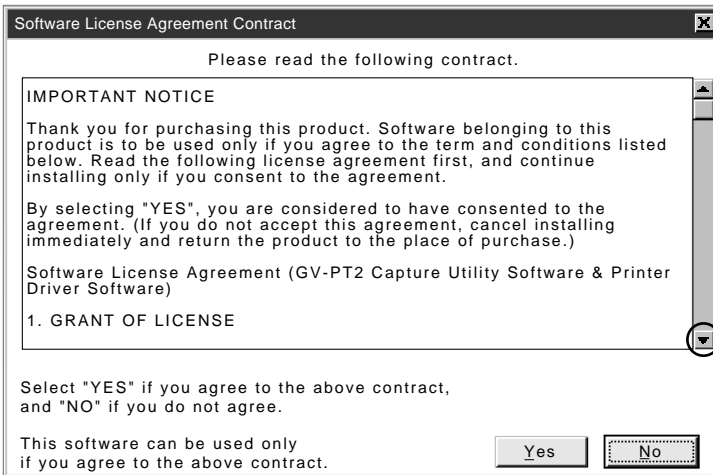 Software License Agreement Contract
Please read the following contract.
IMPORTANT NOTICE
Thank you for purchasing this product. Software belonging to this
product is to be used only if you agree to the term and conditions listed
below. Read the following license agreement first, and continue
installing only if you consent to the agreement.
By selecting "YES", you are considered to have consented to the
agreement. (If you do not accept this agreement, cancel installing
immediately and return the product to the place of purchase.)
Software License Agreement (GV-PT2 Capture Utility Software & Printer
Driver Software)
1. GRANT OF LICENSE
Select "YES" if you agree to the above contract,
and "NO" if you do not agree.
This software can be used only
if you agree to the above contract.
Yes
No